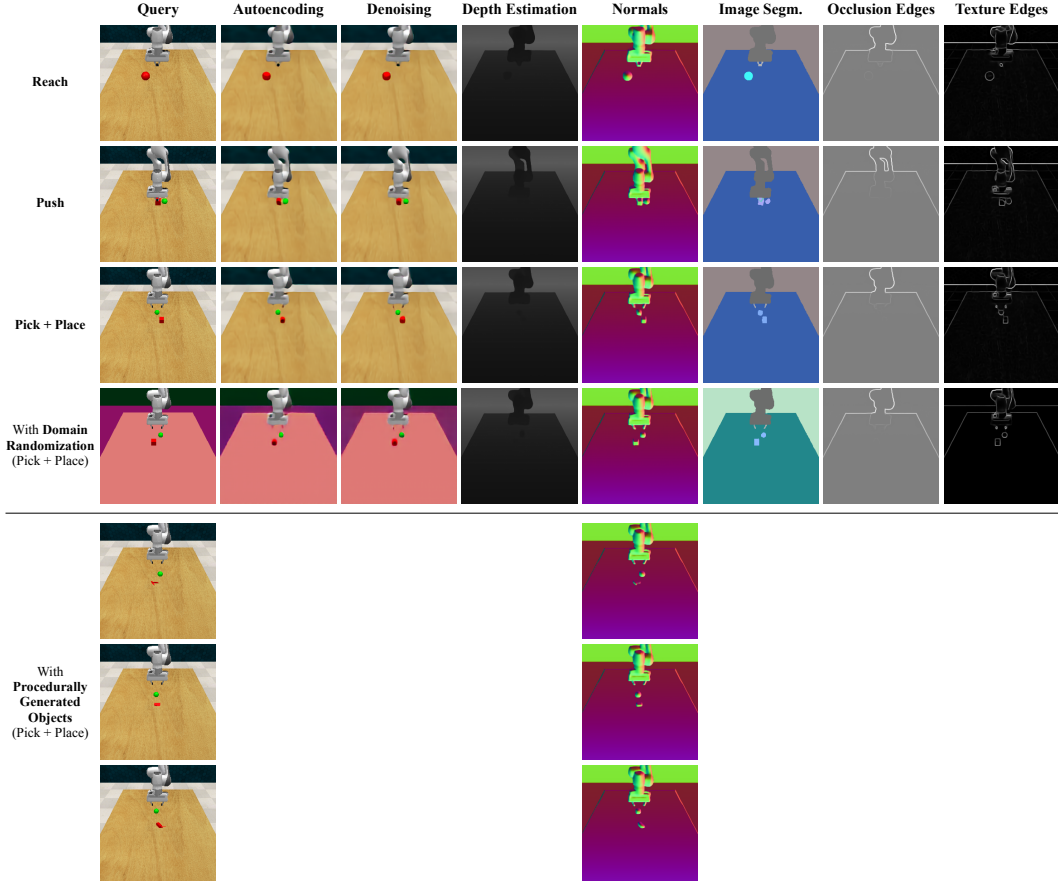 Query Autoencoding Denoising Depth Estimation Normals Image Segm. Occlusion Edges Texture Edges
Reach
Push
Pick + Place
With Domain
Randomization
(Pick + Place)
With
Procedurally
Generated
Objects
(Pick + Place)